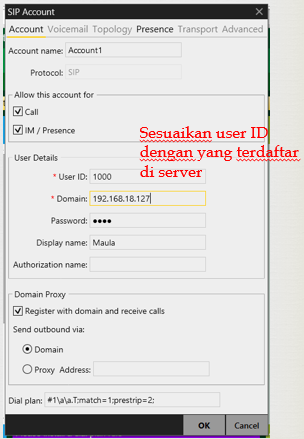 SIP Account
Account Voicemail Topology Presence Transport Advanced
Account name: Account1
Protocol: SIP
Allow this account for
Call
IM / Presence
Sesuaikan user ID
dengan yang terdaftar
di server
User Details
* User ID: 1000
* Domain: 192.168.18.127
Password: ●●●●
Display name: Maula
Authorization name:
Domain Proxy
Register with domain and receive calls
Send outbound via:
Domain
Proxy Address:
Dial plan: #1\a\a.T;match=1;prestrip=2;
OK Cancel